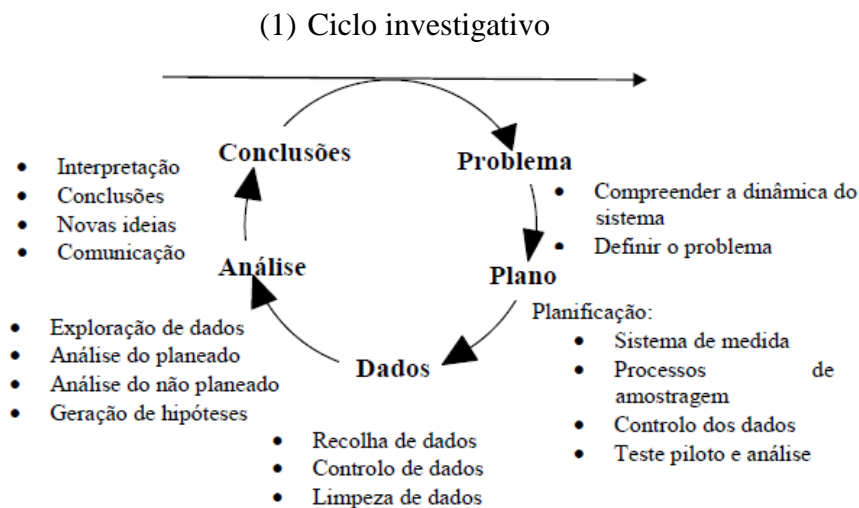 (1) Ciclo investigativo
Conclusões
• Interpretação
• Conclusões
• Novas ideias
• Comunicação
Problema
• Compreender a dinâmica do
sistema
• Definir o problema
Análise
• Exploração de dados
• Análise do planeado
• Análise do não planeado
• Geração de hipóteses
Plano
Planificação:
• Sistema de medida
• Processos de
amostragem
• Controlo dos dados
• Teste piloto e análise
Dados
• Recolha de dados
• Controlo de dados
• Limpeza de dados